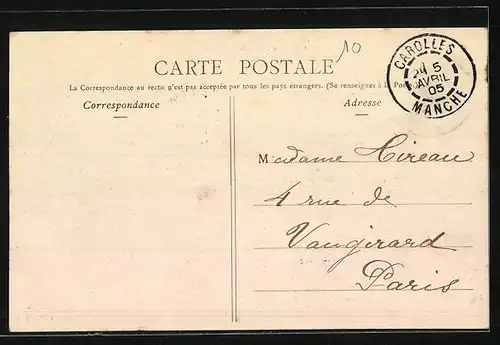 10
CARTE POSTALE
La Correspondance au recto n'est pas acceptée par tous les pays étrangers. (Se renseigner à la Poste)
Correspondance
Adresse
CAROLLES
5
AVRIL
05
MANCHE
Madame Hireau
4 rue de
Vaugirard
Paris